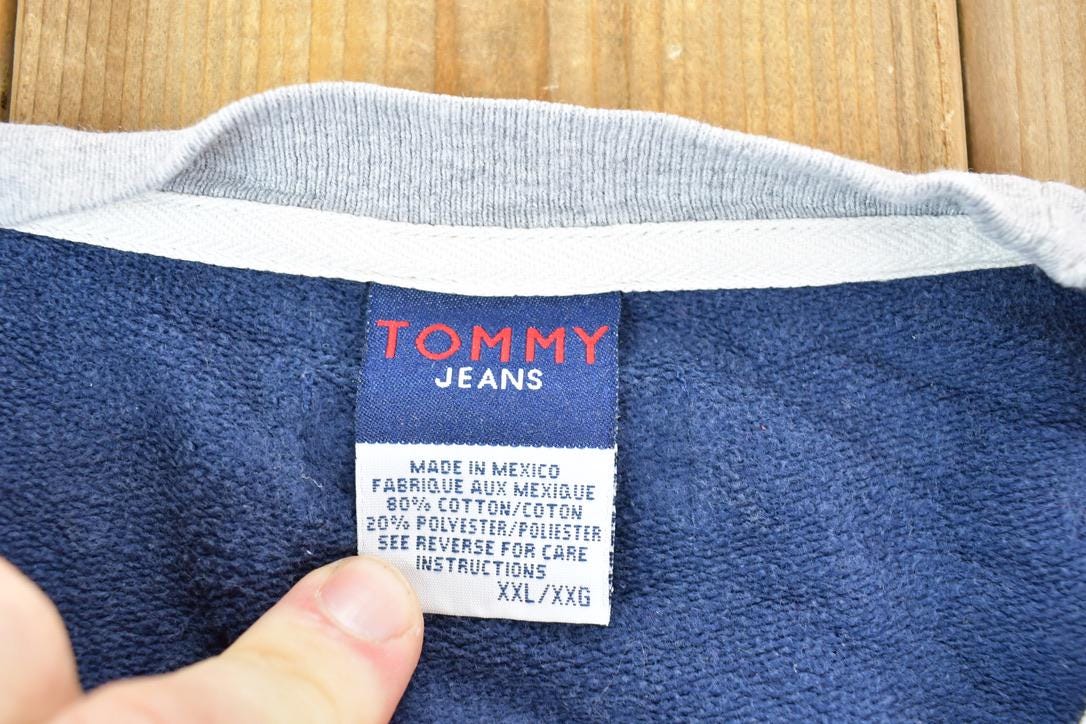 TOMMY
JEANS
MADE IN MEXICO
FABRIQUE AUX MEXIQUE
80% COTTON/COTON
20% POLYESTER/POLIESTER
SEE REVERSE FOR CARE
INSTRUCTIONS
XXL/XXG